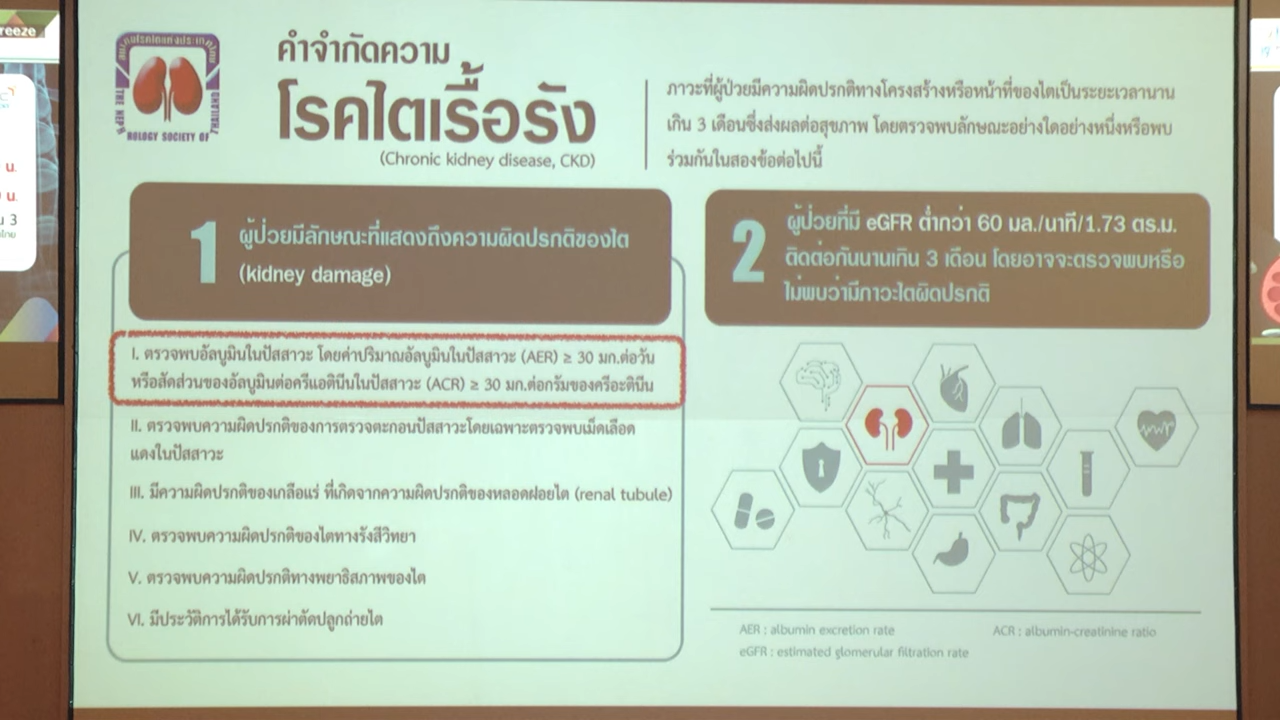 reeze
น.
น.
3
คำจำกัดความ
โรคไตเรื้อรัง
(Chronic kidney disease, CKD)
ภาวะที่ผู้ป่วยมีความผิดปรกติทางโครงสร้างหรือหน้าที่ของไตเป็นระยะเวลานาน
เกิน 3 เดือนซึ่งส่งผลต่อสุขภาพ โดยตรวจพบลักษณะอย่างใดอย่างหนึ่งหรือพบ
ร่วมกันในสองข้อต่อไปนี้
THE NEPH
ROLOGY SOCIETY OF
THAILAND
1 ผู้ป่วยมีลักษณะที่แสดงถึงความผิดปรกติของไต
(kidney damage)
I. ตรวจพบอัลบูมินในปัสสาวะ โดยค่าปริมาณอัลบูมินในปัสสาวะ (AER) ≥ 30 มก.ต่อวัน
หรือสัดส่วนของอัลบูมินต่อครีแอตินีนในปัสสาวะ (ACR) ≥ 30 มก.ต่อกรัมของครีอะตินีน
II. ตรวจพบความผิดปรกติของการตรวจตะกอนปัสสาวะโดยเฉพาะตรวจพบเม็ดเลือด
แดงในปัสสาวะ
III. มีความผิดปรกติของเกลือแร่ ที่เกิดจากความผิดปรกติของหลอดฝอยไต (renal tubule)
IV. ตรวจพบความผิดปรกติของไตทางรังสีวิทยา
V. ตรวจพบความผิดปรกติทางพยาธิสภาพของไต
VI. มีประวัติการได้รับการผ่าตัดปลูกถ่ายไต
2 ผู้ป่วยที่มี eGFR ต่ำกว่า 60 มล./นาที/1.73 ตร.ม.
ติดต่อกันนานเกิน 3 เดือน โดยอาจจะตรวจพบหรือ
ไม่พบว่ามีภาวะไตผิดปรกติ
AER : albumin excretion rate
ACR : albumin-creatinine ratio
eGFR : estimated glomerular filtration rate